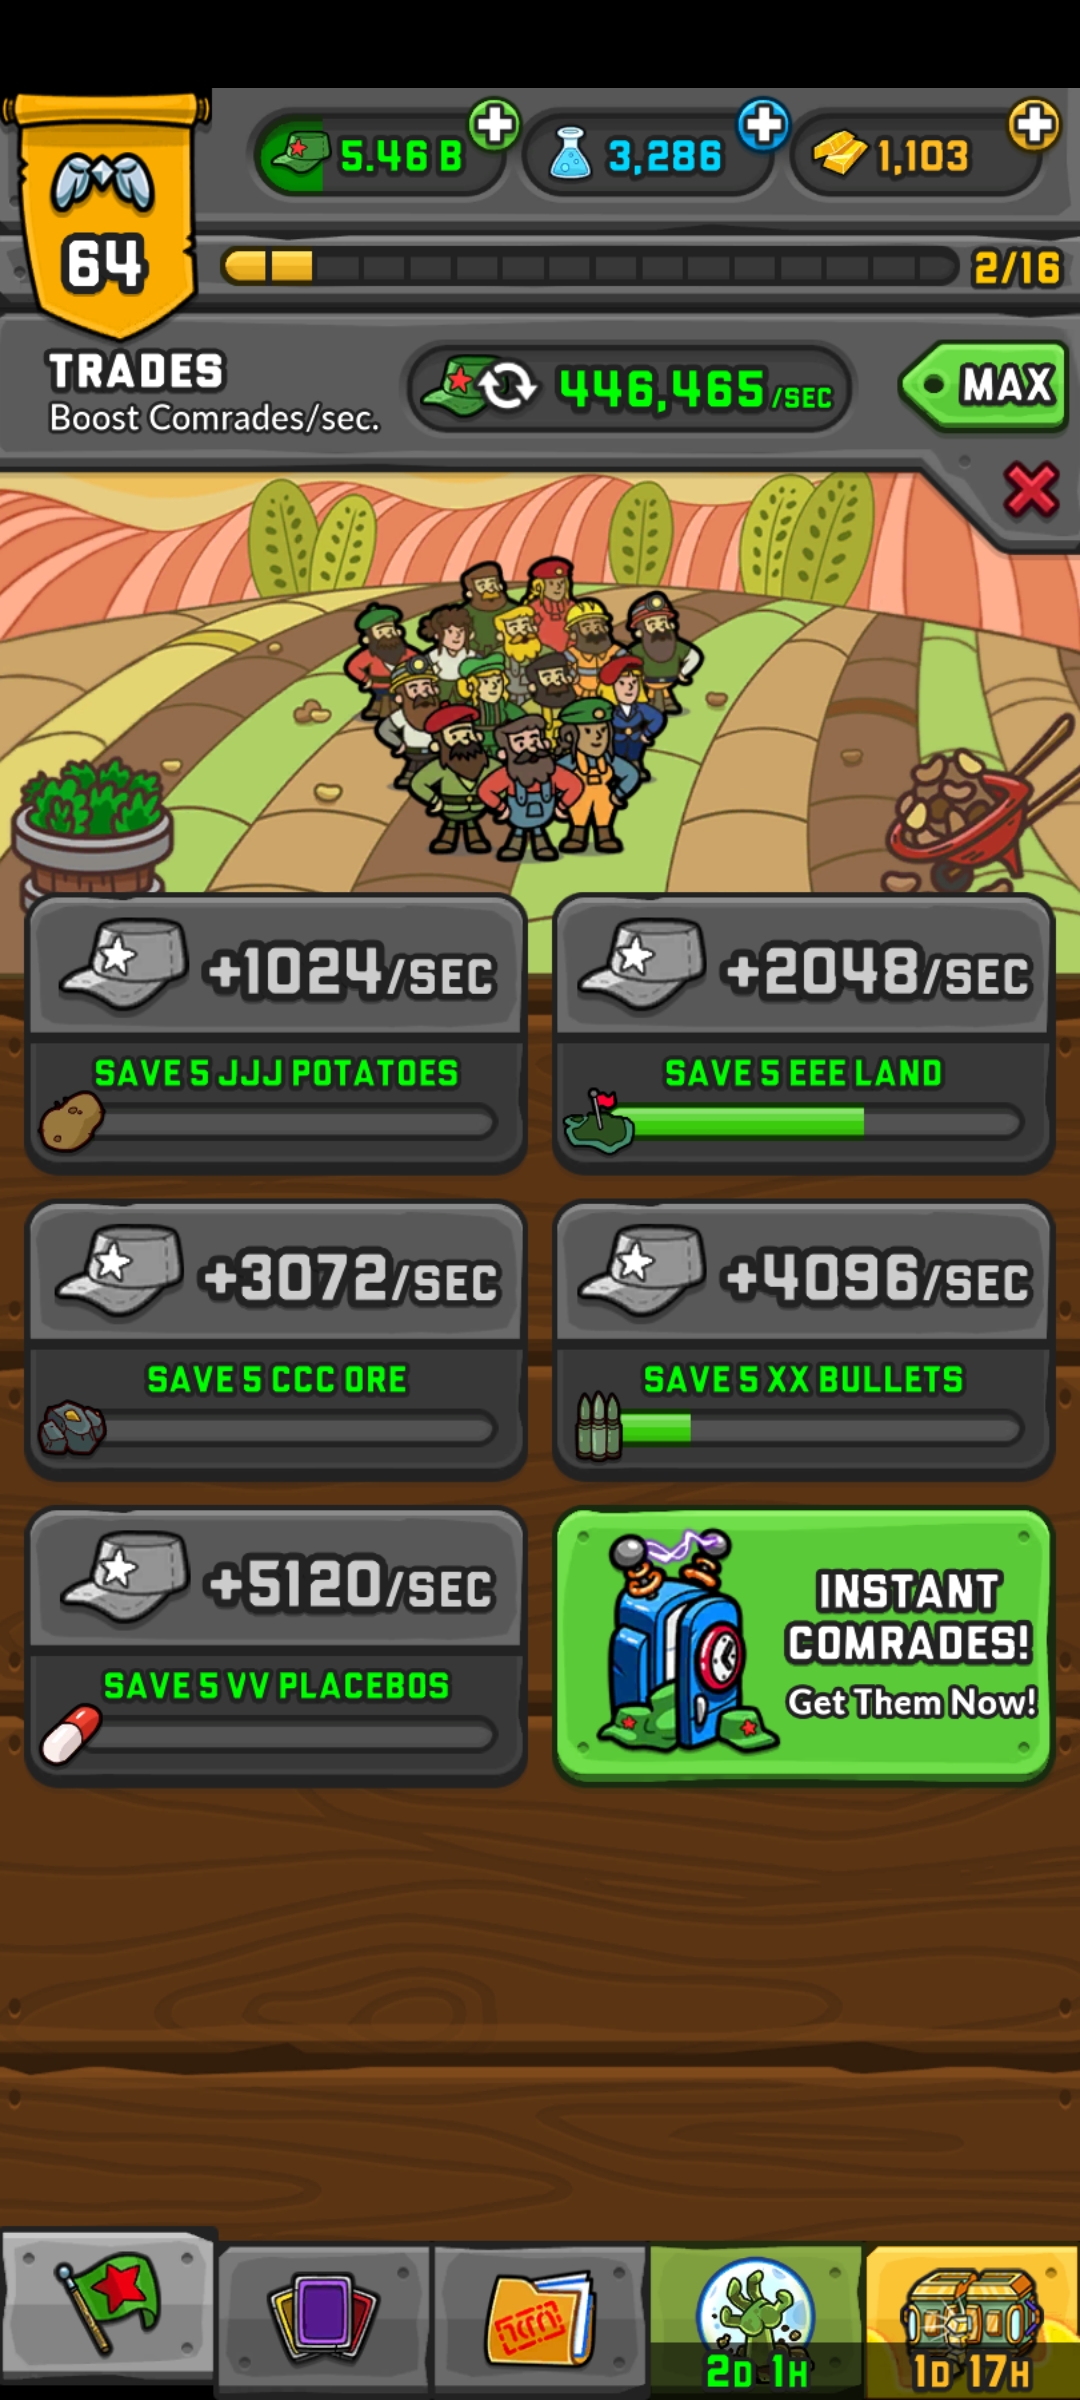 5.46 B
3,286
1,103
64
2/16
TRADES
Boost Comrades/sec.
446,465/SEC
MAX
+1024/SEC
SAVE 5 JJJ POTATOES
+2048/SEC
SAVE 5 EEE LAND
+3072/SEC
SAVE 5 CCC ORE
+4096/SEC
SAVE 5 XX BULLETS
+5120/SEC
SAVE 5 VV PLACEBOS
INSTANT
COMRADES!
Get Them Now!
2D 1H
1D 17H